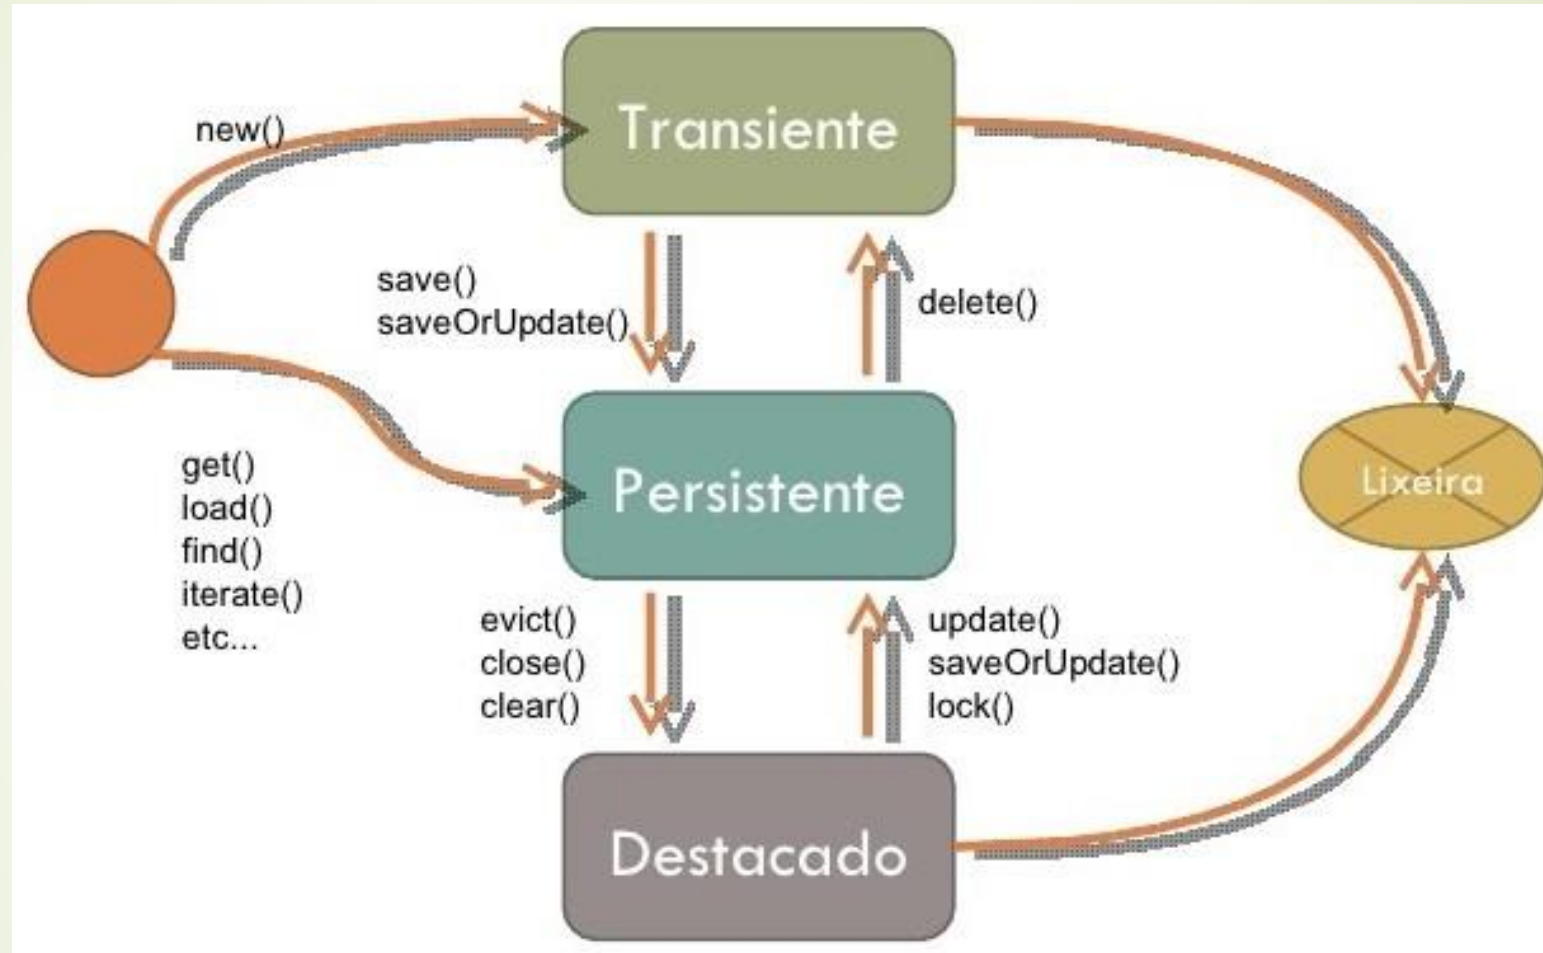 new()
Transiente
save()
saveOrUpdate()
delete()
get()
load()
find()
iterate()
etc...
Persistente
Lixeira
evict()
close()
clear()
update()
saveOrUpdate()
lock()
Destacado